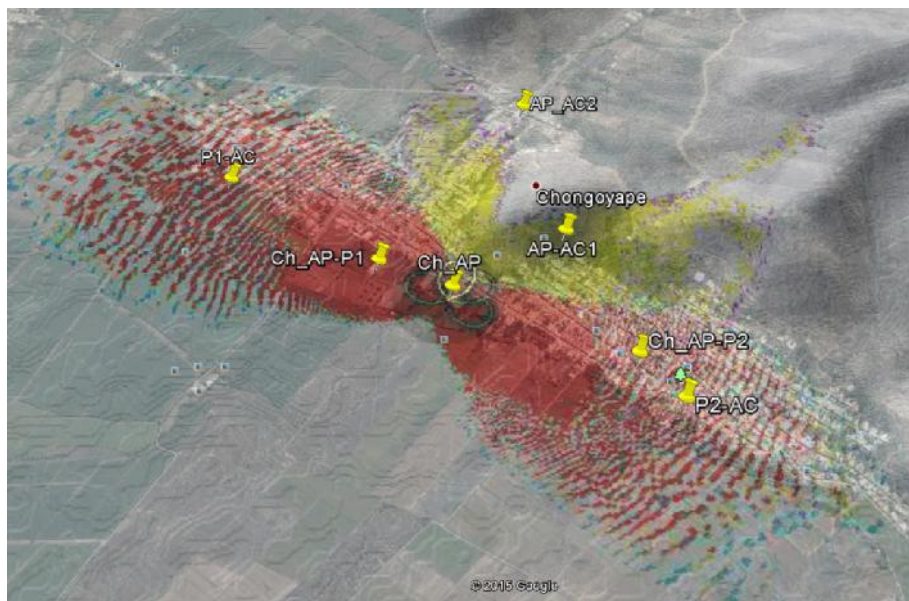 AP_AC2
P1-AC
Chongoyape
AP-AC1
Ch_AP-P1
Ch_AP
Ch_AP-P2
P2-AC
© 2015 Google